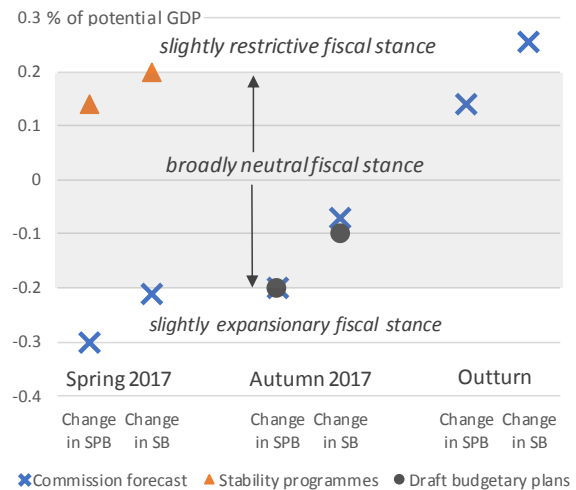 0.3 % of potential GDP
slightly restrictive fiscal stance
0.2
0.1
broadly neutral fiscal stance
0
-0.1
-0.2
slightly expansionary fiscal stance
-0.3
Spring 2017 Autumn 2017 Outturn
-0.4
Change in SPB Change in SB Change in SPB Change in SB Change in SPB Change in SB
Commission forecast Stability programmes Draft budgetary plans